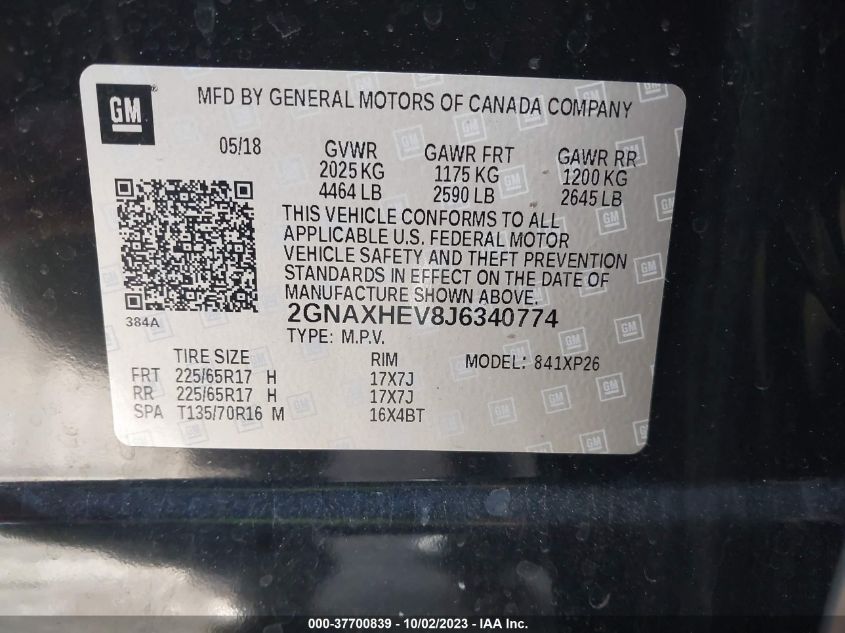 GM
MFD BY GENERAL MOTORS OF CANADA COMPANY
05/18 GVWR GAWR FRT GAWR RR
2025 KG 1175 KG 1200 KG
4464 LB 2590 LB 2645 LB
THIS VEHICLE CONFORMS TO ALL
APPLICABLE U.S. FEDERAL MOTOR
VEHICLE SAFETY AND THEFT PREVENTION
STANDARDS IN EFFECT ON THE DATE OF
MANUFACTURE SHOWN ABOVE.
384A 2GNAXHEV8J6340774
TYPE: M.P.V.
TIRE SIZE RIM MODEL: 841XP26
FRT 225/65R17 H 17X7J
RR 225/65R17 H 17X7J
SPA T135/70R16 M 16X4BT
000-37700839 - 10/02/2023 - IAA Inc.